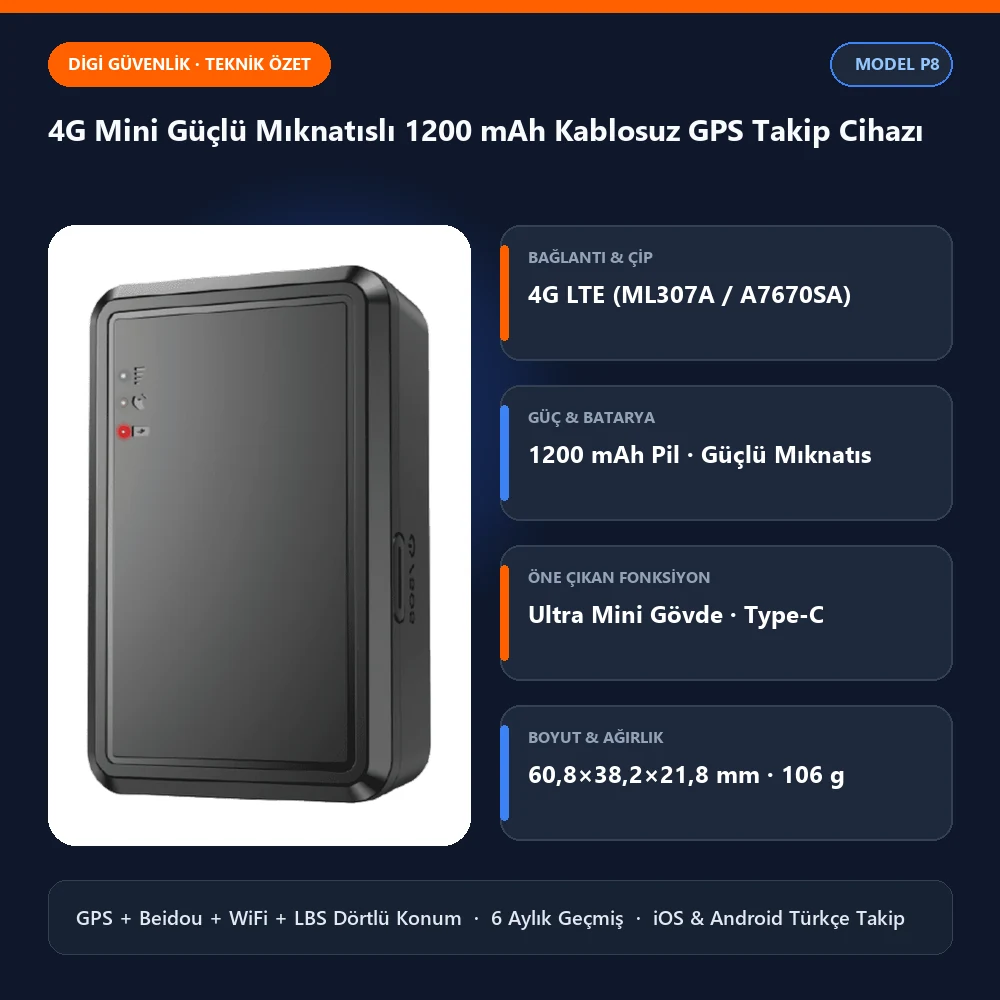 DİGİ GÜVENLİK · TEKNİK ÖZET
MODEL P8
4G Mini Güçlü Mıknatıslı 1200 mAh Kablosuz GPS Takip Cihazı
BAĞLANTI & ÇİP
4G LTE (ML307A / A7670SA)
GÜÇ & BATARYA
1200 mAh Pil · Güçlü Mıknatıs
ÖNE ÇIKAN FONKSİYON
Ultra Mini Gövde · Type-C
BOYUT & AĞIRLIK
60,8×38,2×21,8 mm · 106 g
GPS + Beidou + WiFi + LBS Dörtlü Konum · 6 Aylık Geçmiş · iOS & Android Türkçe Takip